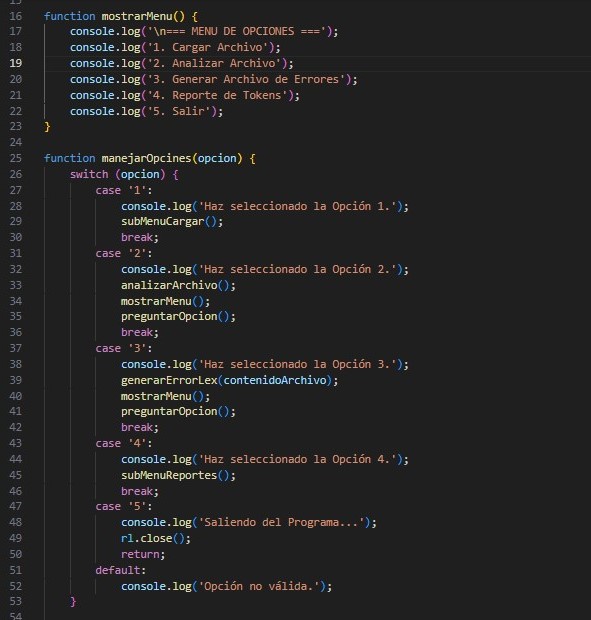 16 function mostrarMenu() {
17     console.log('\n=== MENU DE OPCIONES ===');
18     console.log('1. Cargar Archivo');
19     console.log('2. Analizar Archivo');
20     console.log('3. Generar Archivo de Errores');
21     console.log('4. Reporte de Tokens');
22     console.log('5. Salir');
23 }
24
25 function manejarOpcines(opcion) {
26     switch (opcion) {
27         case '1':
28             console.log('Haz seleccionado la Opción 1.');
29             subMenuCargar();
30             break;
31         case '2':
32             console.log('Haz seleccionado la Opción 2.');
33             analizarArchivo();
34             mostrarMenu();
35             preguntarOpcion();
36             break;
37         case '3':
38             console.log('Haz seleccionado la Opción 3.');
39             generarErrorLex(contenidoArchivo);
40             mostrarMenu();
41             preguntarOpcion();
42             break;
43         case '4':
44             console.log('Haz seleccionado la Opción 4.');
45             subMenuReportes();
46             break;
47         case '5':
48             console.log('Saliendo del Programa...');
49             rl.close();
50             return;
51         default:
52             console.log('Opción no válida.');
53     }
54